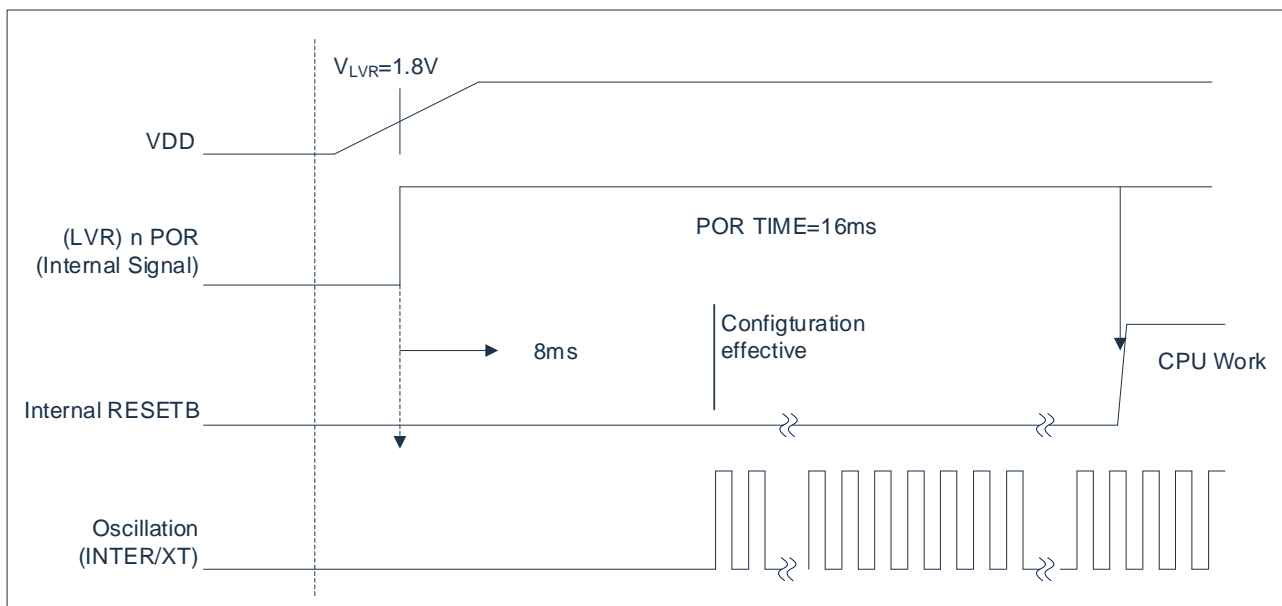 VLVR=1.8V
VDD
(LVR) n POR
(Internal Signal)
POR TIME=16ms
Configturation
effective
8ms
CPU Work
Internal RESETB
Oscillation
(INTER/XT)